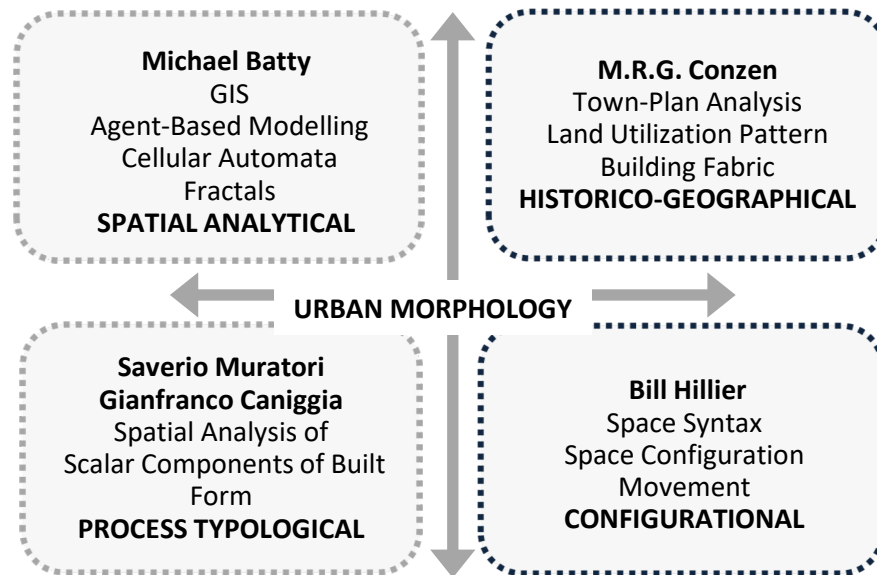 Michael Batty
GIS
Agent-Based Modelling
Cellular Automata
Fractals
SPATIAL ANALYTICAL
M.R.G. Conzen
Town-Plan Analysis
Land Utilization Pattern
Building Fabric
HISTORICO-GEOGRAPHICAL
URBAN MORPHOLOGY
Saverio Muratori
Gianfranco Caniggia
Spatial Analysis of
Scalar Components of Built
Form
PROCESS TYPOLOGICAL
Bill Hillier
Space Syntax
Space Configuration
Movement
CONFIGURATIONAL